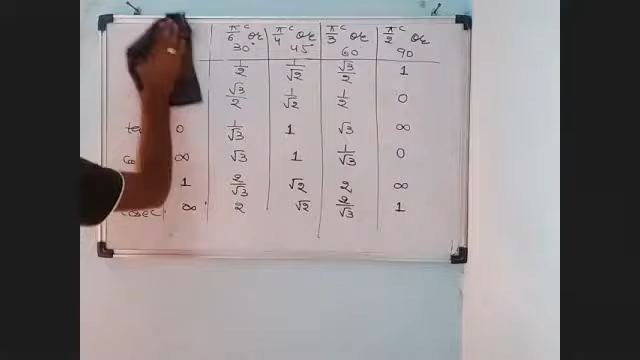 π/6 ᶜ or 30° π/4 ᶜ or 45° π/3 ᶜ or 60 π/2 ᶜ or 90
1/2 1/√2 √3/2 1
√3/2 1/√2 1/2 0
0 1/√3 1 √3 ∞
∞ √3 1 1/√3 0
1 2/√3 √2 2 ∞
cosec ∞ 2 √2 2/√3 1